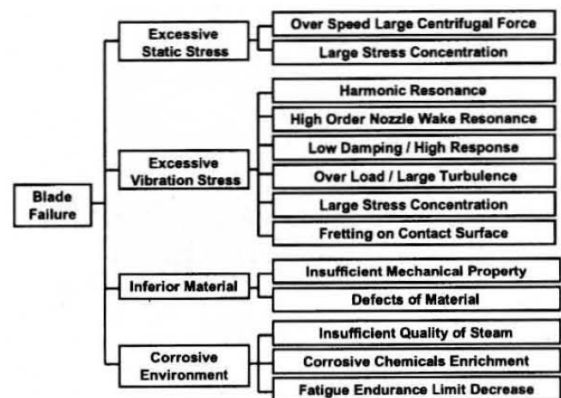 Excessive
Static Stress
Over Speed Large Centrifugal Force
Large Stress Concentration
Harmonic Resonance
High Order Nozzle Wake Resonance
Low Damping / High Response
Excessive
Vibration Stress
Over Load / Large Turbulence
Blade
Failure
Large Stress Concentration
Fretting on Contact Surface
Inferior Material
Insufficient Mechanical Property
Defects of Material
Corrosive
Environment
Insufficient Quality of Steam
Corrosive Chemicals Enrichment
Fatigue Endurance Limit Decrease